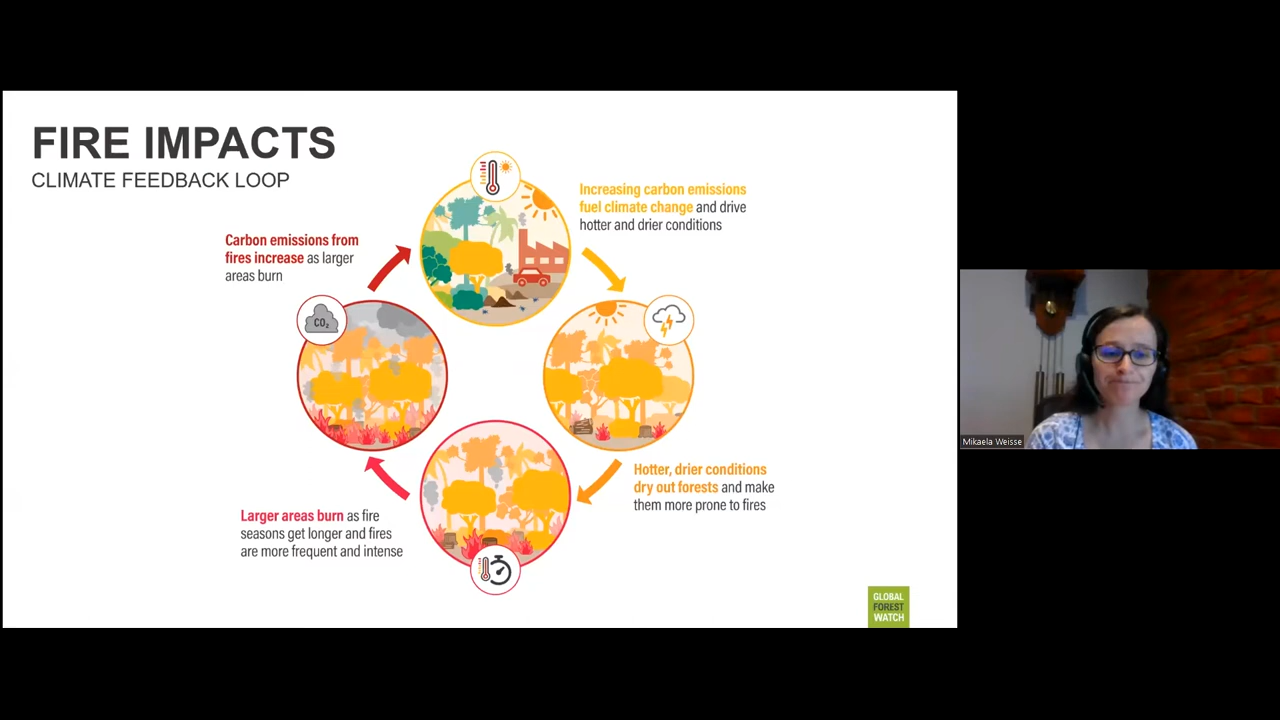 FIRE IMPACTS
CLIMATE FEEDBACK LOOP
Increasing carbon emissions
fuel climate change and drive
hotter and drier conditions
Carbon emissions from
fires increase as larger
areas burn
CO₂
Hotter, drier conditions
dry out forests and make
them more prone to fires
Larger areas burn as fire
seasons get longer and fires
are more frequent and intense
GLOBAL
FOREST
WATCH
Mikaela Weisse